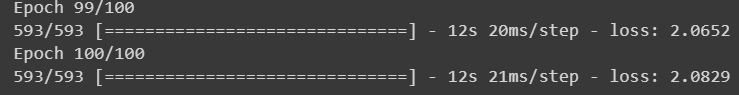 Epoch 99/100
593/593 [==============================] - 12s 20ms/step - loss: 2.0652
Epoch 100/100
593/593 [==============================] - 12s 21ms/step - loss: 2.0829